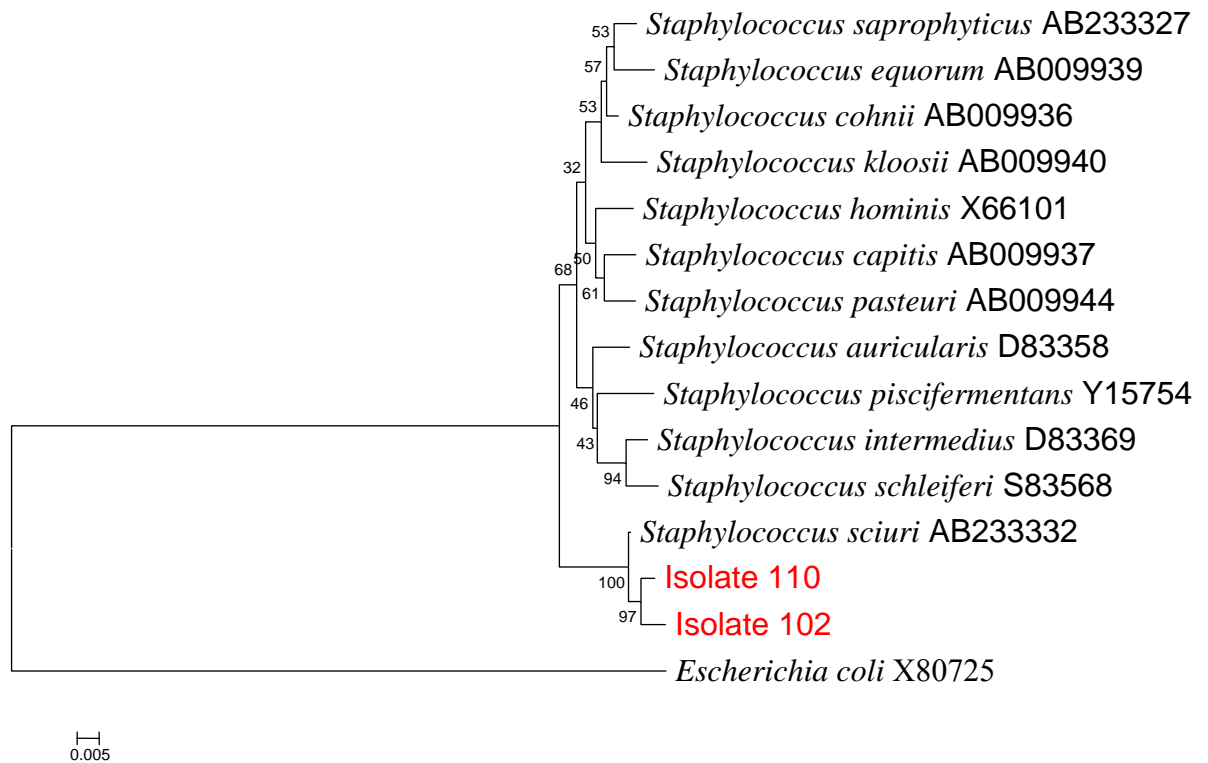 53
Staphylococcus saprophyticus AB233327
57
Staphylococcus equorum AB009939
53
Staphylococcus cohnii AB009936
Staphylococcus kloosii AB009940
32
Staphylococcus hominis X66101
50
Staphylococcus capitis AB009937
68
61
Staphylococcus pasteuri AB009944
Staphylococcus auricularis D83358
46
Staphylococcus piscifermentans Y15754
43
Staphylococcus intermedius D83369
94
Staphylococcus schleiferi S83568
Staphylococcus sciuri AB233332
100
Isolate 110
97
Isolate 102
Escherichia coli X80725
0.005